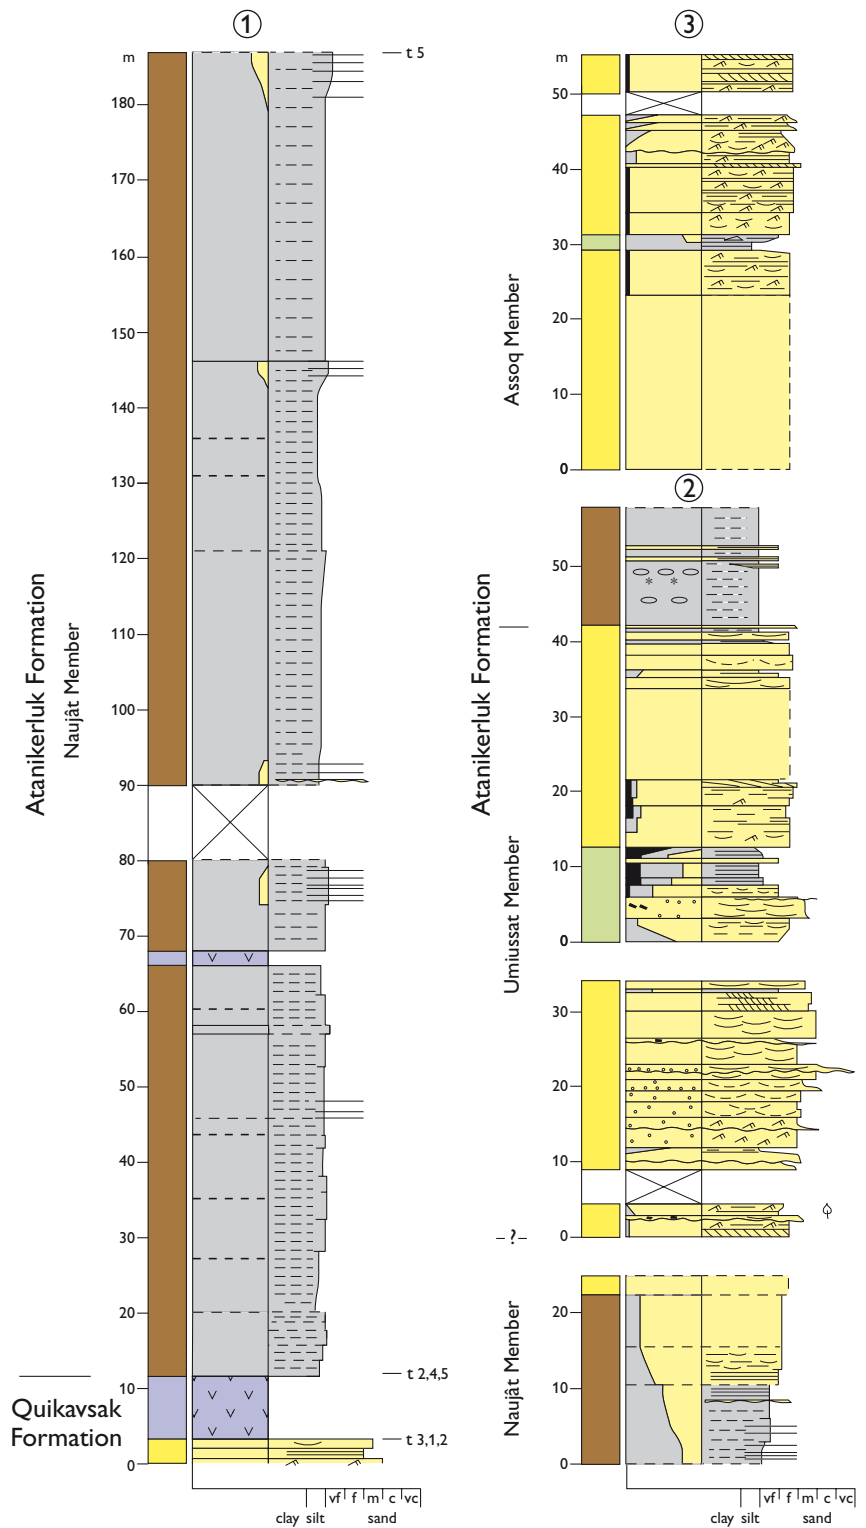 ①
m
t 5
180
170
160
150
140
130
120
110
100
90
80
70
60
50
40
30
20
10
0
t 2,4,5
t 3,1,2
Atanikerluk Formation
Naujât Member
Quikavsak
Formation
vf f m c vc
clay silt sand
③
m
50
40
30
20
10
0
Assoq Member
②
50
40
30
20
10
0
Atanikerluk Formation
Umiussat Member
30
20
10
0
–?–
20
10
0
Naujât Member
vf f m c vc
clay silt sand